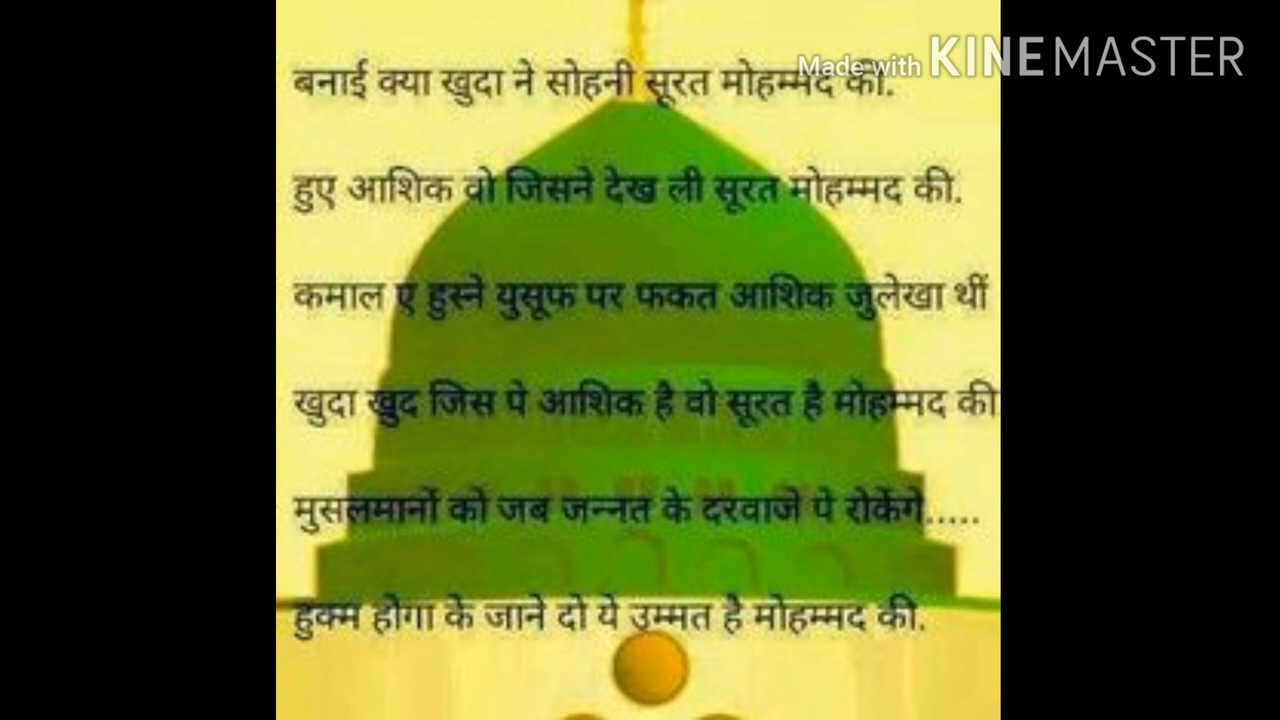 Made with KINEMASTER
बनाई क्या खुदा ने सोहनी सूरत मोहम्मद की.
हुए आशिक वो जिसने देख ली सूरत मोहम्मद की.
कमाल ए हुस्ने युसूफ पर फकत आशिक जुलेखा थीं
खुदा खुद जिस पे आशिक है वो सूरत है मोहम्मद की
मुसलमानों को जब जन्नत के दरवाजे पे रोकेंगे.....
हुक्म होगा के जाने दो ये उम्मत है मोहम्मद की.